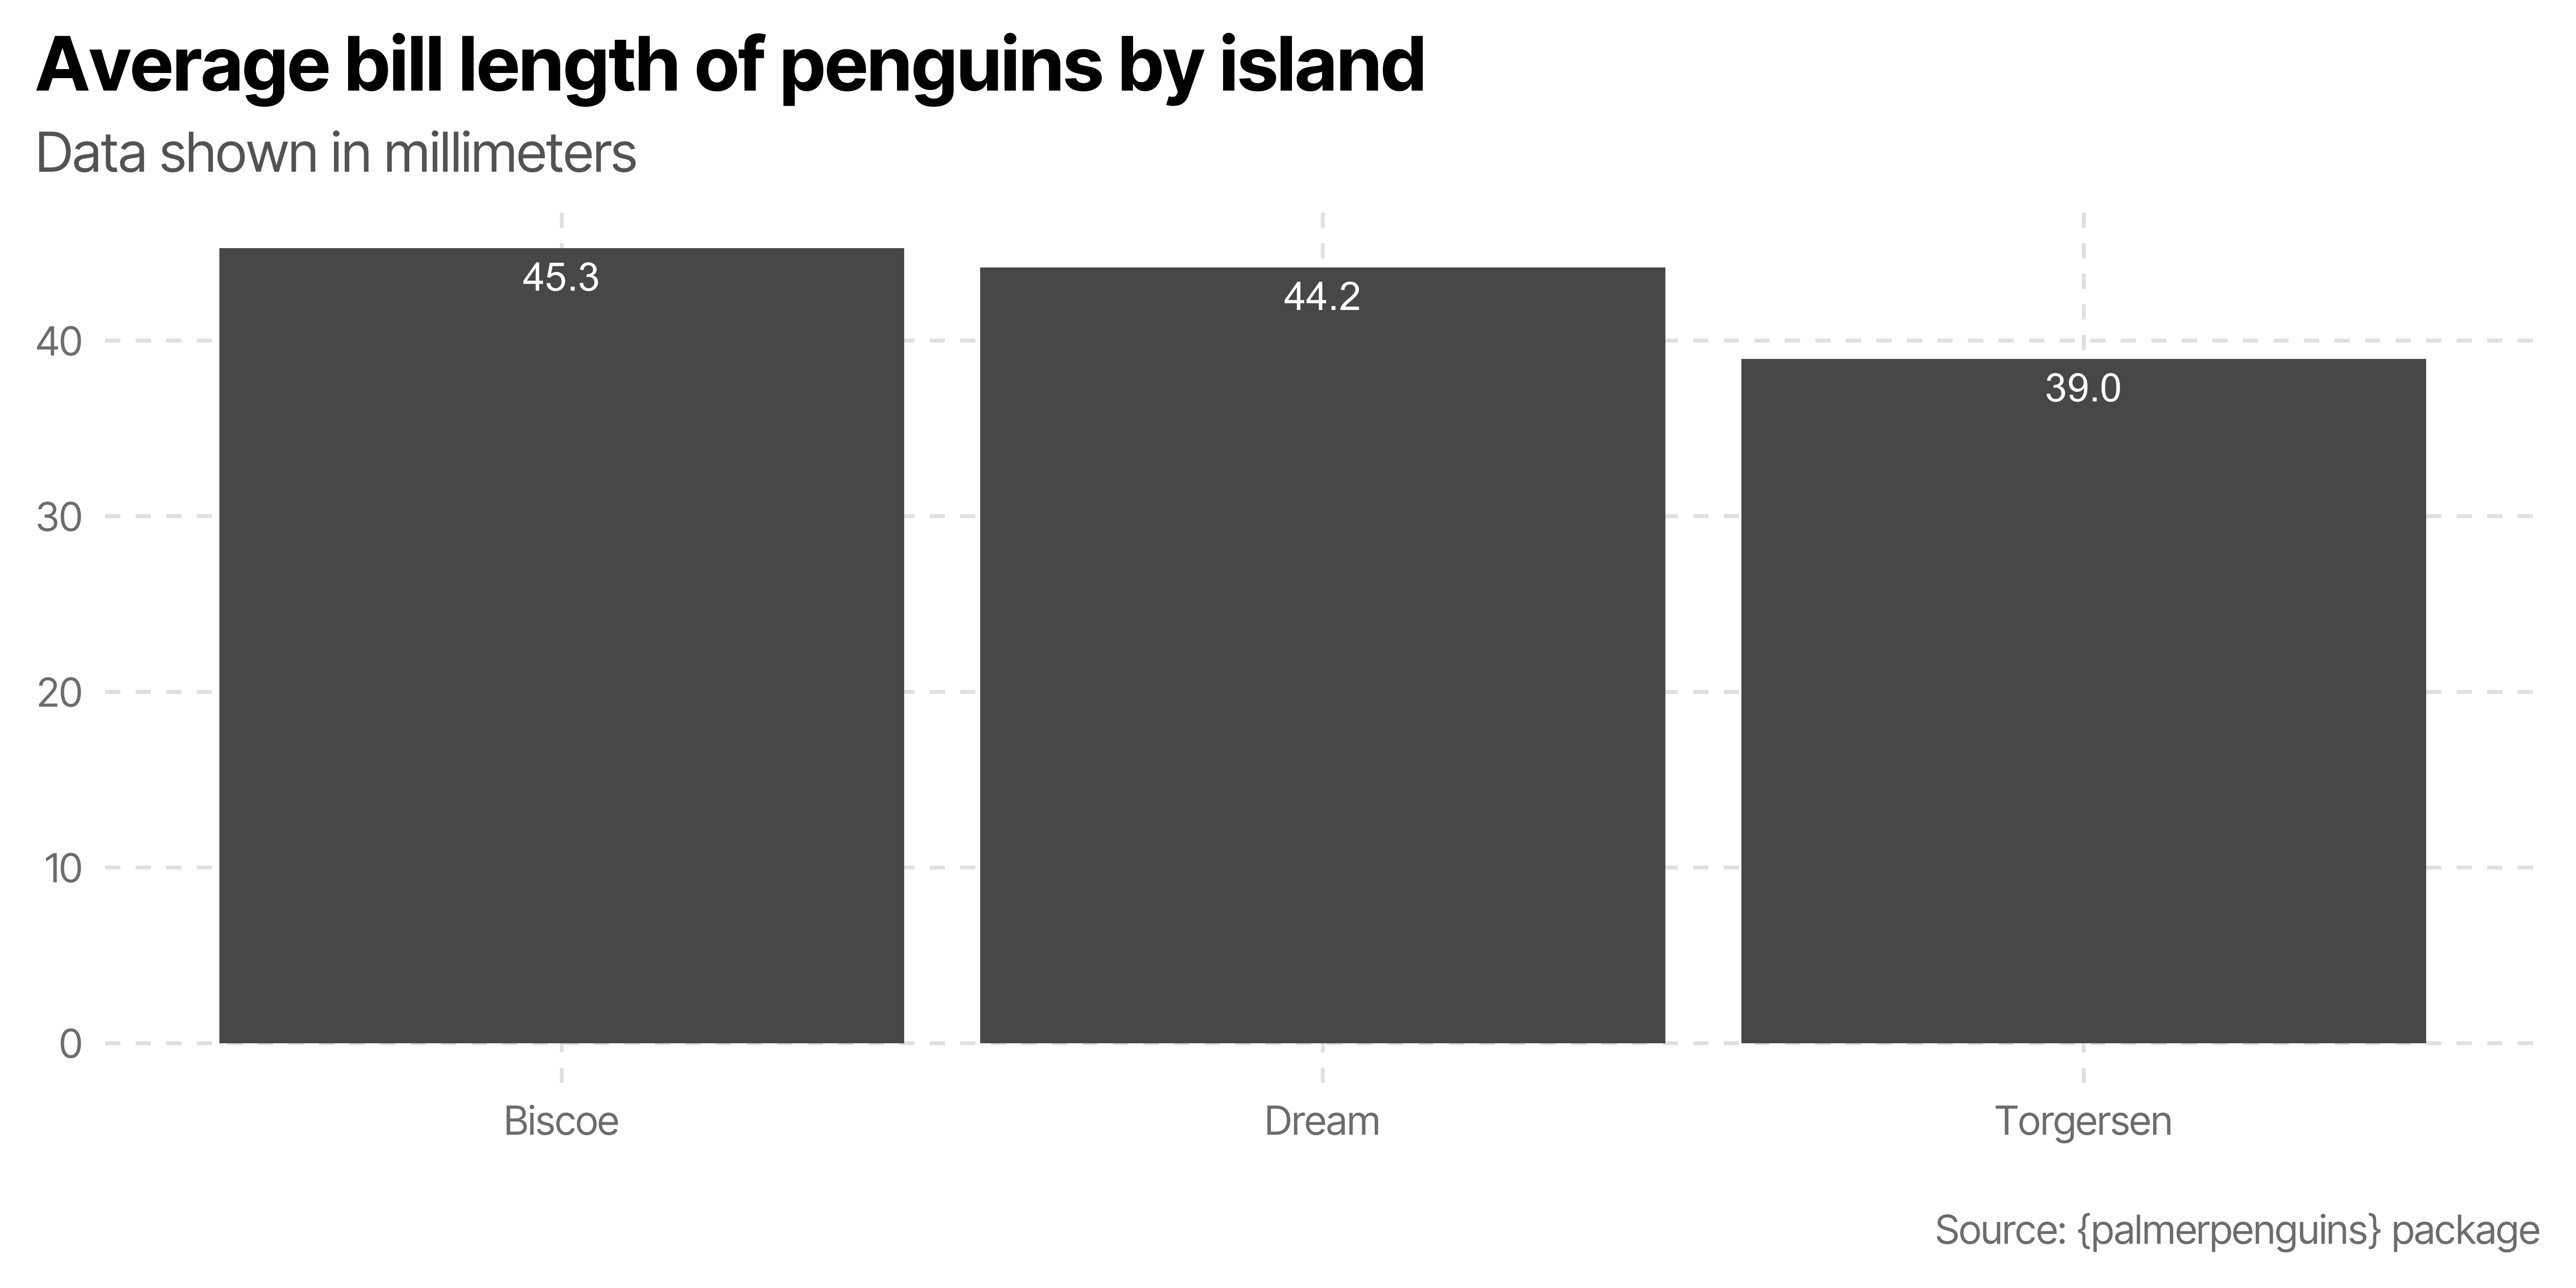 Average bill length of penguins by island
Data shown in millimeters
45.3
44.2
39.0
40
30
20
10
0
Biscoe
Dream
Torgersen
Source: {palmerpenguins} package